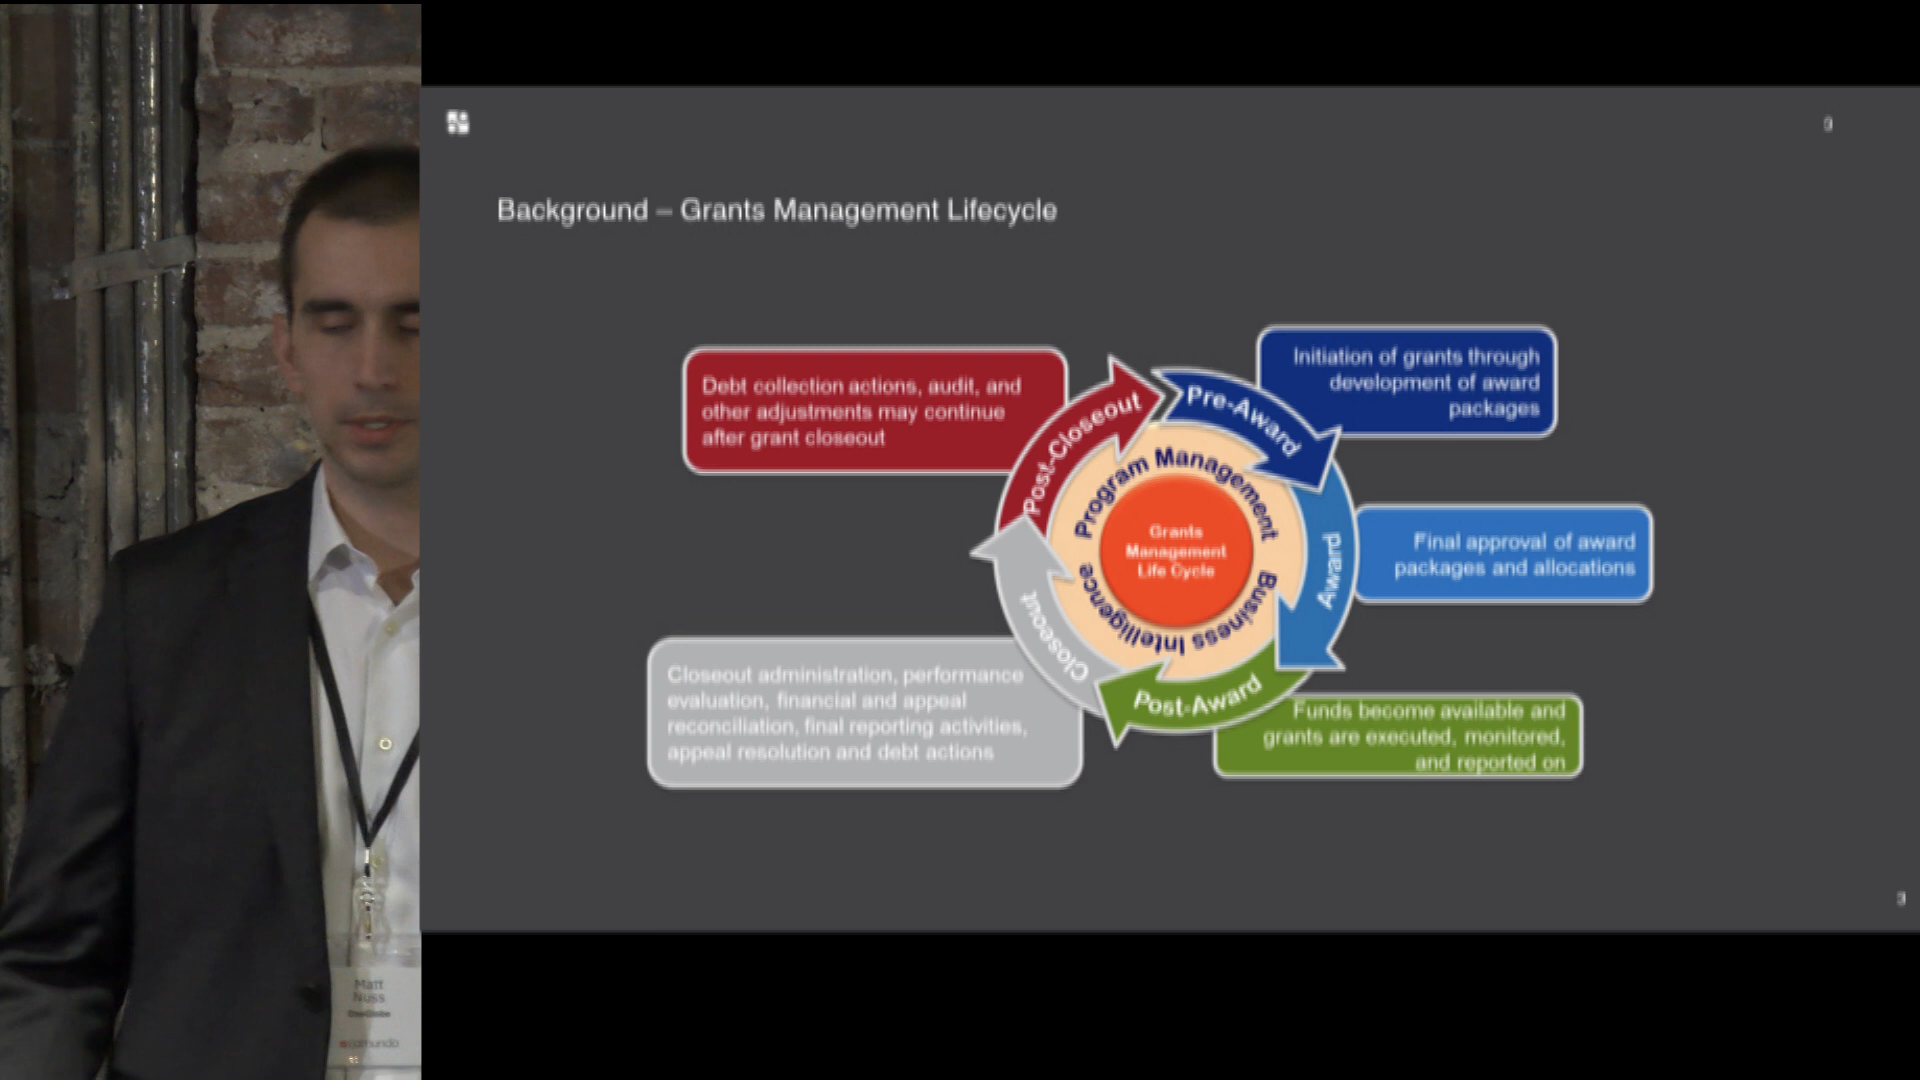 3
Background – Grants Management Lifecycle
Debt collection actions, audit, and
other adjustments may continue
after grant closeout
Initiation of grants through
development of award
packages
Post-Closeout
Pre-Award
Program Management
Grants
Management
Life Cycle
Business Intelligence
Award
Final approval of award
packages and allocations
Closeout
Closeout administration, performance
evaluation, financial and appeal
reconciliation, final reporting activities,
appeal resolution and debt actions
Post-Award
Funds become available and
grants are executed, monitored,
and reported on
3
Matt
Nuss